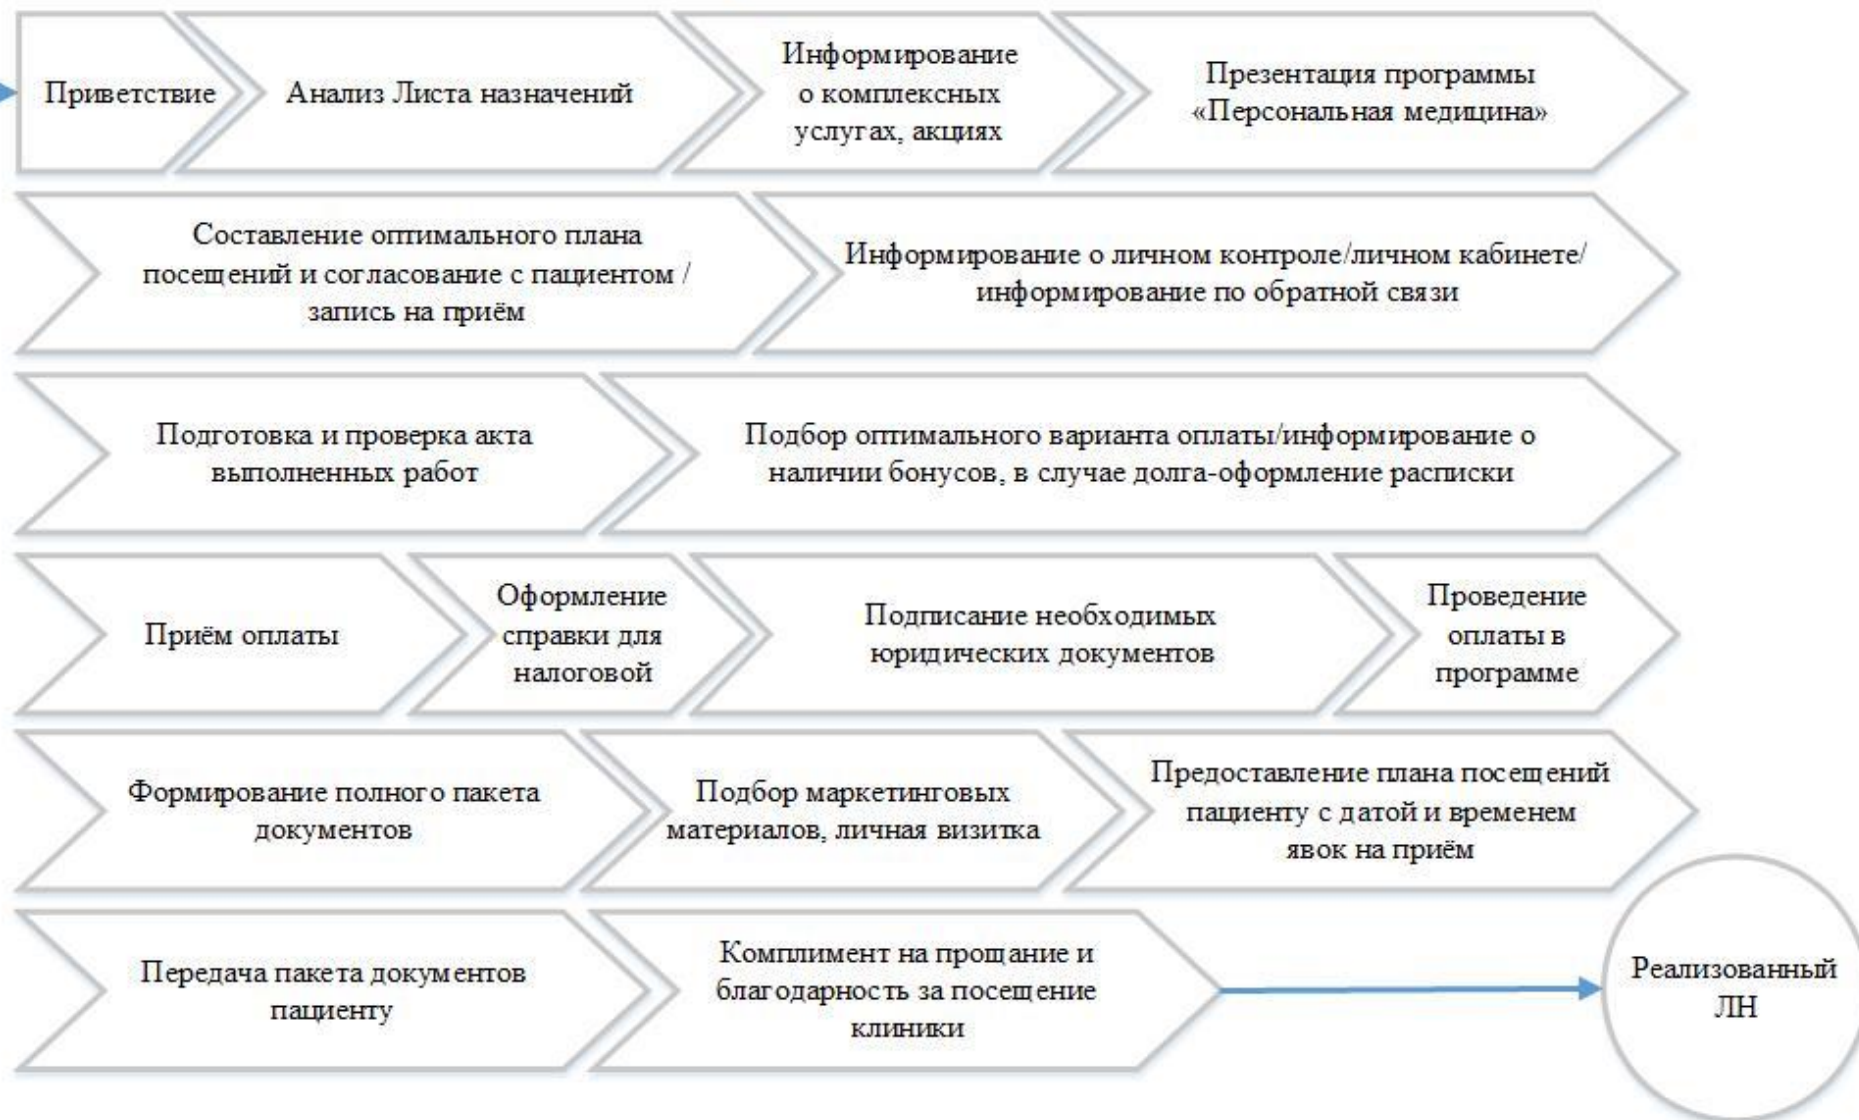 Приветствие
Анализ Листа назначений
Информирование
о комплексных
услугах, акциях
Презентация программы
«Персональная медицина»
Составление оптимального плана
посещений и согласование с пациентом /
запись на приём
Информирование о личном контроле/личном кабинете/
информирование по обратной связи
Подготовка и проверка акта
выполненных работ
Подбор оптимального варианта оплаты/информирование о
наличии бонусов, в случае долга-оформление расписки
Приём оплаты
Оформление
справки для
налоговой
Подписание необходимых
юридических документов
Проведение
оплаты в
программе
Формирование полного пакета
документов
Подбор маркетинговых
материалов, личная визитка
Предоставление плана посещений
пациенту с датой и временем
явок на приём
Передача пакета документов
пациенту
Комплимент на прощание и
благодарность за посещение
клиники
Реализованный
ЛН